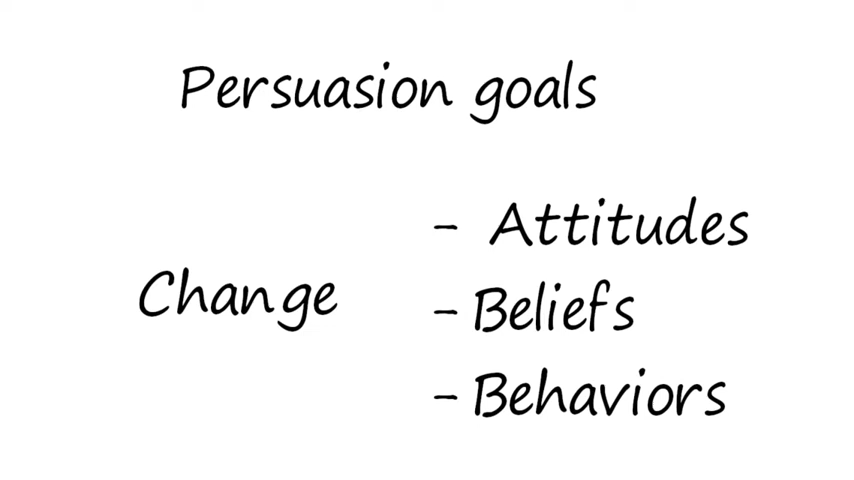 Persuasion goals
- Attitudes
Change
- Beliefs
- Behaviors